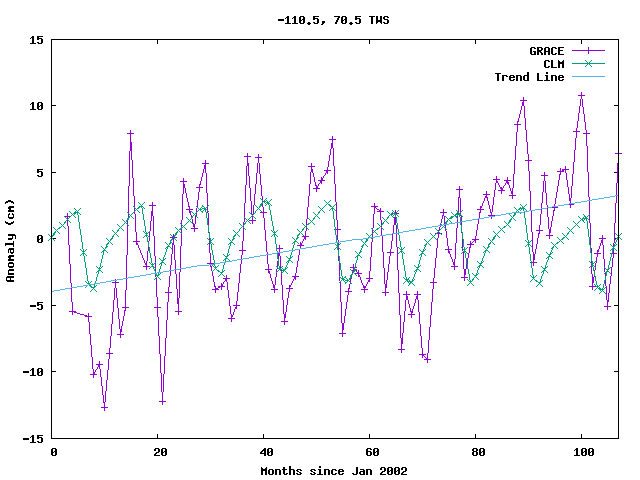 -110.5, 70.5 TWS
GRACE
CLM
Trend Line
15
10
5
0
-5
-10
-15
Anomaly (cm)
0 20 40 60 80 100
Months since Jan 2002